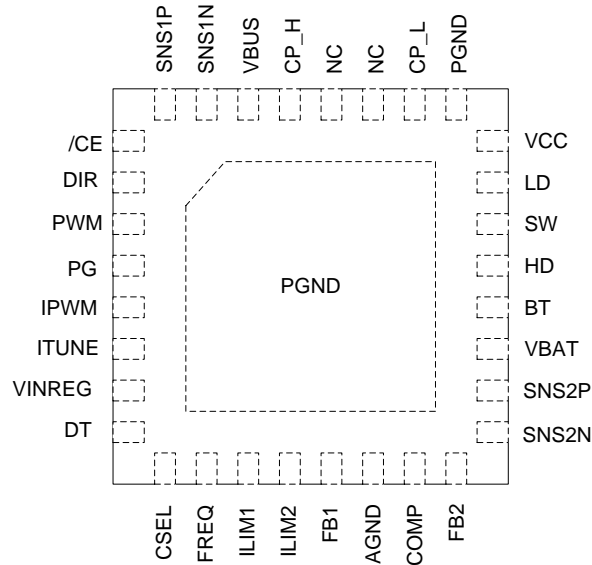 SNS1P
SNS1N
VBUS
CP_H
NC
NC
CP_L
PGND
/CE
DIR
PWM
PG
IPWM
ITUNE
VINREG
DT
PGND
VCC
LD
SW
HD
BT
VBAT
SNS2P
SNS2N
CSEL
FREQ
ILIM1
ILIM2
FB1
AGND
COMP
FB2